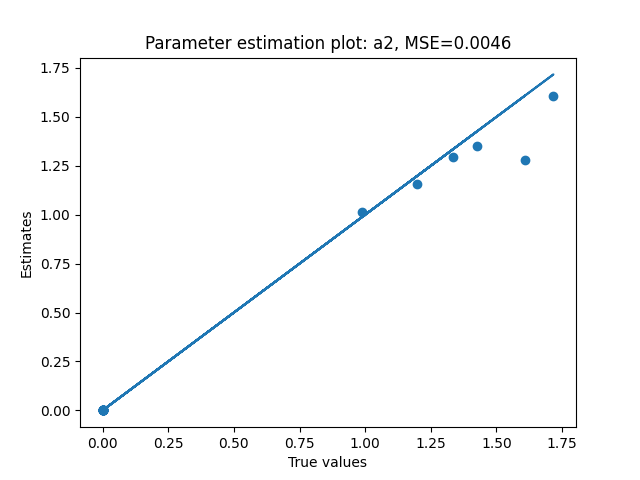 Parameter estimation plot: a2, MSE=0.0046
1.75
1.50
1.25
1.00
0.75
0.50
0.25
0.00
Estimates
0.00 0.25 0.50 0.75 1.00 1.25 1.50 1.75
True values